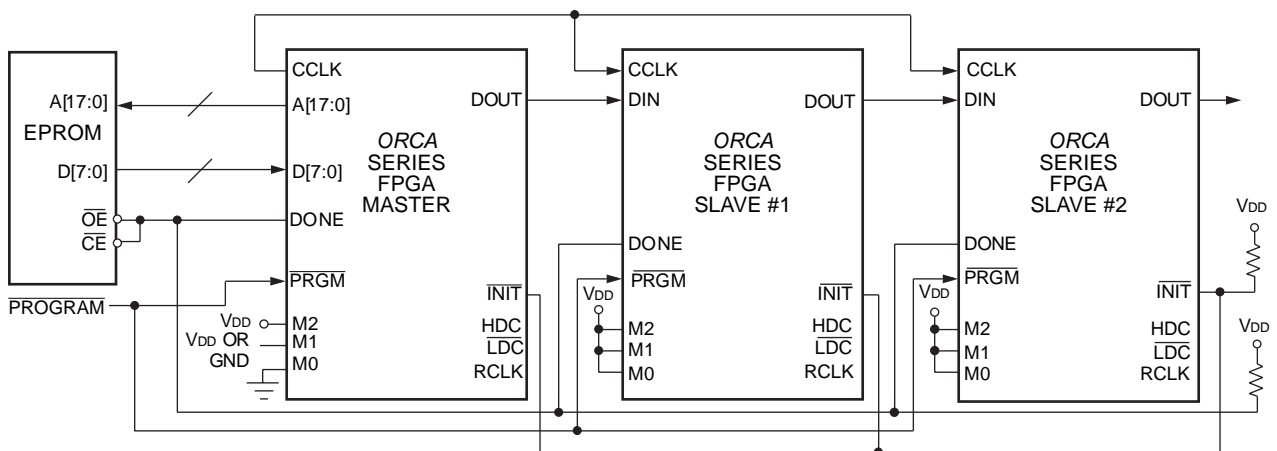 EPROM
A[17:0]
D[7:0]
OE
CE
PROGRAM
CCLK
A[17:0]
D[7:0]
DONE
PRGM
VDD
M2
VDD OR
GND
M1
M0
ORCA
SERIES
FPGA
MASTER
DOUT
INIT
HDC
LDC
RCLK
CCLK
DIN
DONE
PRGM
VDD
M2
M1
M0
ORCA
SERIES
FPGA
SLAVE #1
DOUT
INIT
HDC
LDC
RCLK
CCLK
DIN
DONE
PRGM
VDD
M2
M1
M0
ORCA
SERIES
FPGA
SLAVE #2
DOUT
INIT
HDC
LDC
RCLK
VDD
VDD